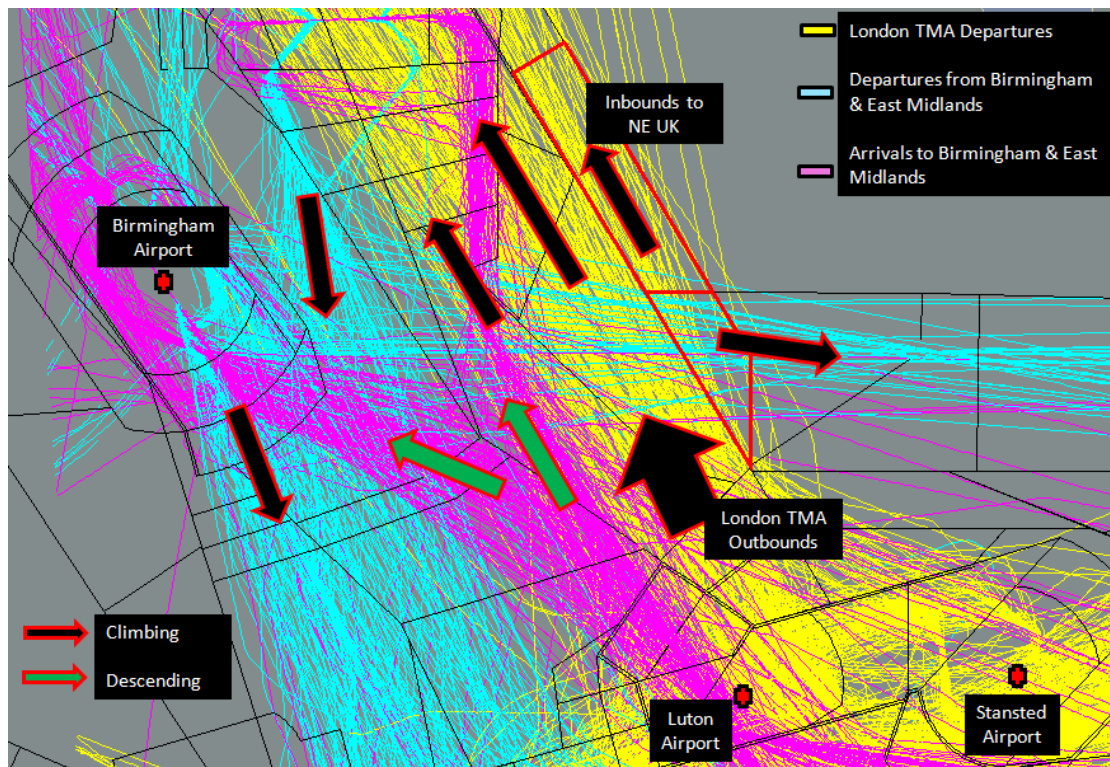 London TMA Departures
Departures from Birmingham
& East Midlands
Arrivals to Birmingham & East
Midlands
Inbounds to
NE UK
Birmingham
Airport
London TMA
Outbounds
Climbing
Descending
Luton
Airport
Stansted
Airport